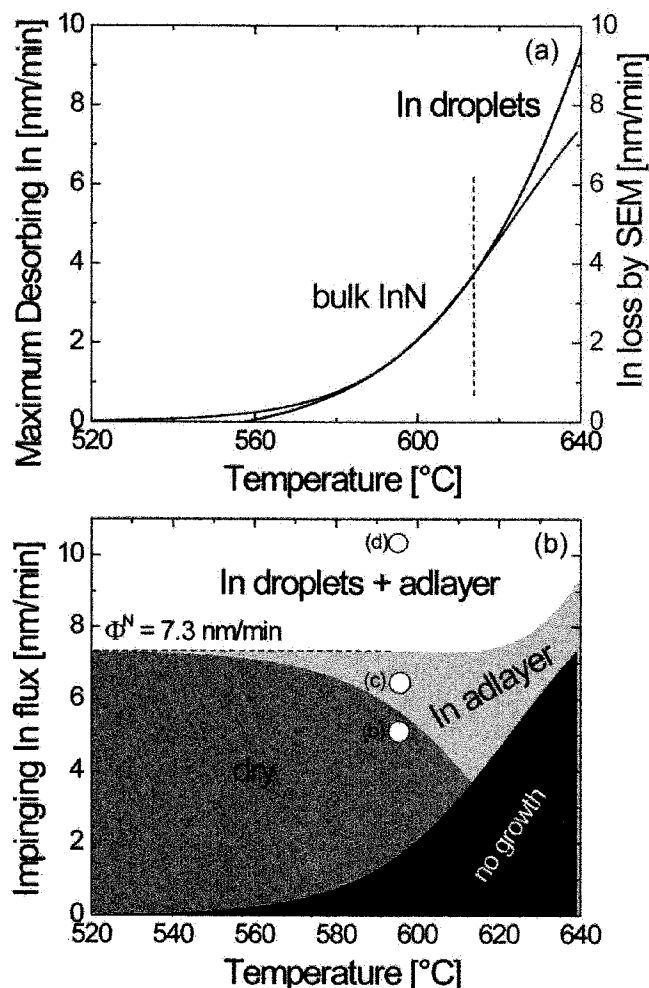 (a)
In droplets
bulk InN
Maximum Desorbing In [nm/min]
10
8
6
4
2
0
In loss by SEM [nm/min]
10
8
6
4
2
0
520 560 600 640
Temperature [°C]
(b)
(d)
In droplets + adlayer
Φᴺ = 7.3 nm/min
(c)
In adlayer
dry
no growth
Impinging In flux [nm/min]
10
8
6
4
2
0
520 540 560 580 600 620 640
Temperature [°C]